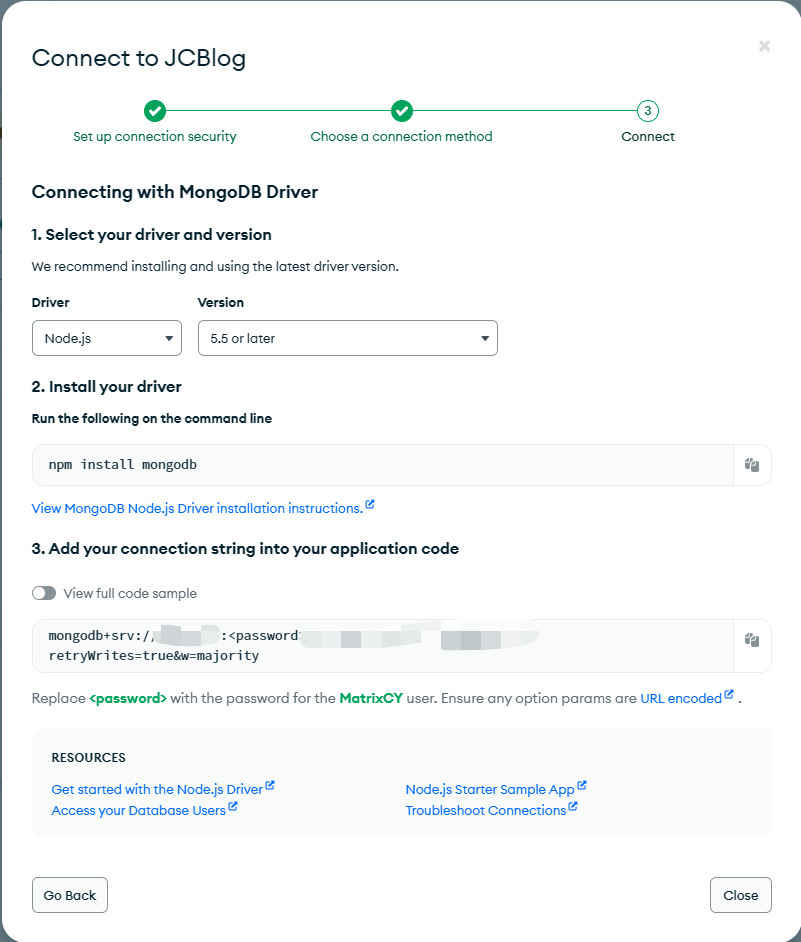 Connect to JCBlog
3
Set up connection security
Choose a connection method
Connect
Connecting with MongoDB Driver
1. Select your driver and version
We recommend installing and using the latest driver version.
Driver
Version
Node.js
5.5 or later
2. Install your driver
Run the following on the command line
npm install mongodb
View MongoDB Node.js Driver installation instructions.
3. Add your connection string into your application code
View full code sample
mongodb+srv:/ :<password
retryWrites=true&w=majority
Replace <password> with the password for the MatrixCY user. Ensure any option params are URL encoded .
RESOURCES
Get started with the Node.js Driver
Node.js Starter Sample App
Access your Database Users
Troubleshoot Connections
Go Back
Close